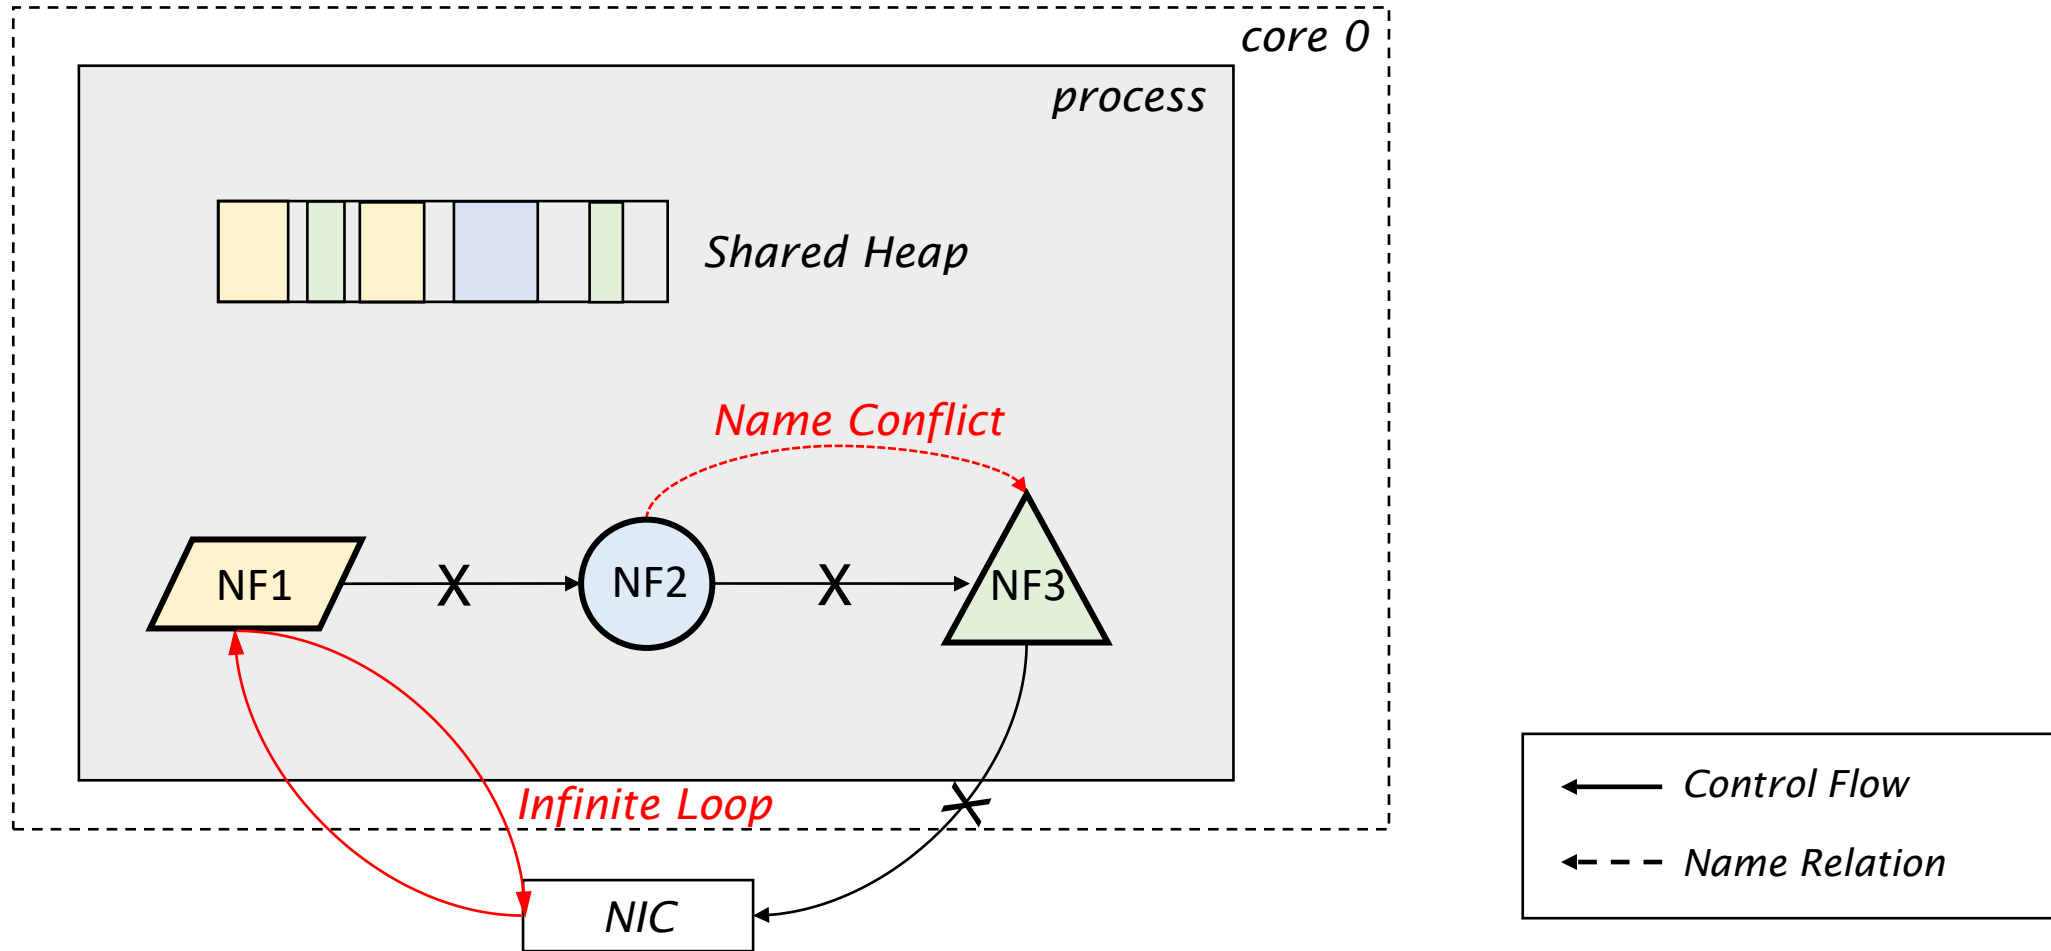 core 0
process
Shared Heap
Name Conflict
NF1
X
NF2
X
NF3
Infinite Loop
X
NIC
Control Flow
Name Relation